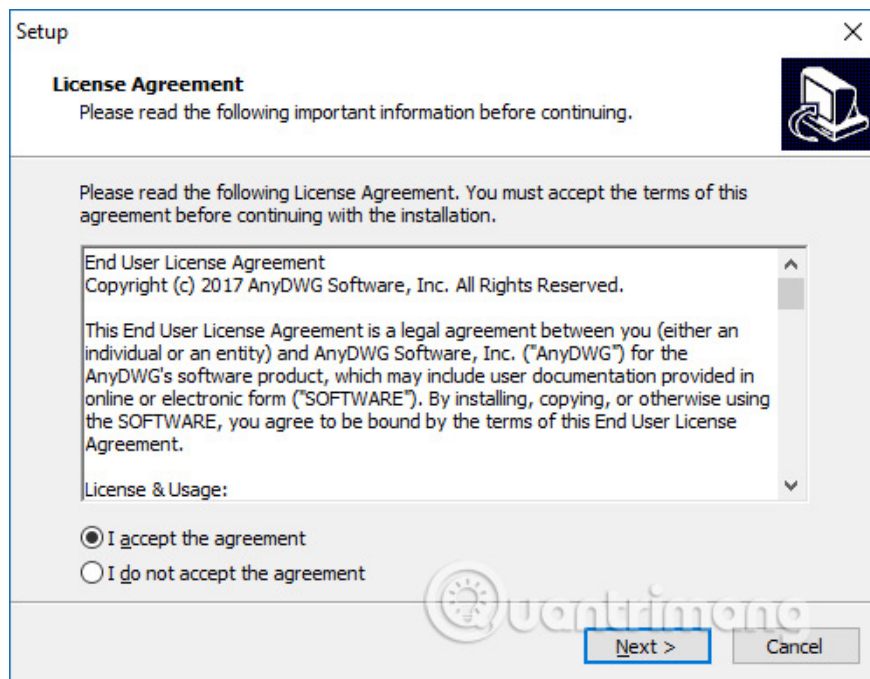 Setup
License Agreement
Please read the following important information before continuing.
Please read the following License Agreement. You must accept the terms of this
agreement before continuing with the installation.
End User License Agreement
Copyright (c) 2017 AnyDWG Software, Inc. All Rights Reserved.
This End User License Agreement is a legal agreement between you (either an
individual or an entity) and AnyDWG Software, Inc. ("AnyDWG") for the
AnyDWG's software product, which may include user documentation provided in
online or electronic form ("SOFTWARE"). By installing, copying, or otherwise using
the SOFTWARE, you agree to be bound by the terms of this End User License
Agreement.
License & Usage:
I accept the agreement
I do not accept the agreement
Quantrimang
Next >
Cancel